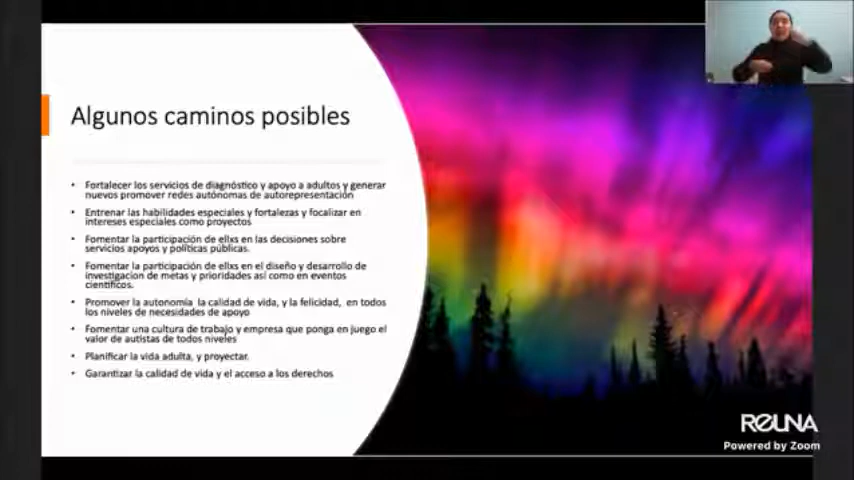 Algunos caminos posibles
• Fortalecer los servicios de diagnóstico y apoyo a adultos y generar
nuevos promover redes autónomas de autorepresentación
• Entrenar las habilidades especiales y fortalezas y focalizar en
intereses especiales como proyectos
• Fomentar la participación de ellxs en las decisiones sobre
servicios apoyos y políticas públicas.
• Fomentar la participación de ellxs en el diseño y desarrollo de
investigacion de metas y prioridades así como en eventos
científicos.
• Promover la autonomía la calidad de vida, y la felicidad, en todos
los niveles de necesidades de apoyo
• Fomentar una cultura de trabajo y empresa que ponga en juego el
valor de autistas de todos niveles
• Planificar la vida adulta, y proyectar.
• Garantizar la calidad de vida y el acceso a los derechos
REUNA
Powered by Zoom